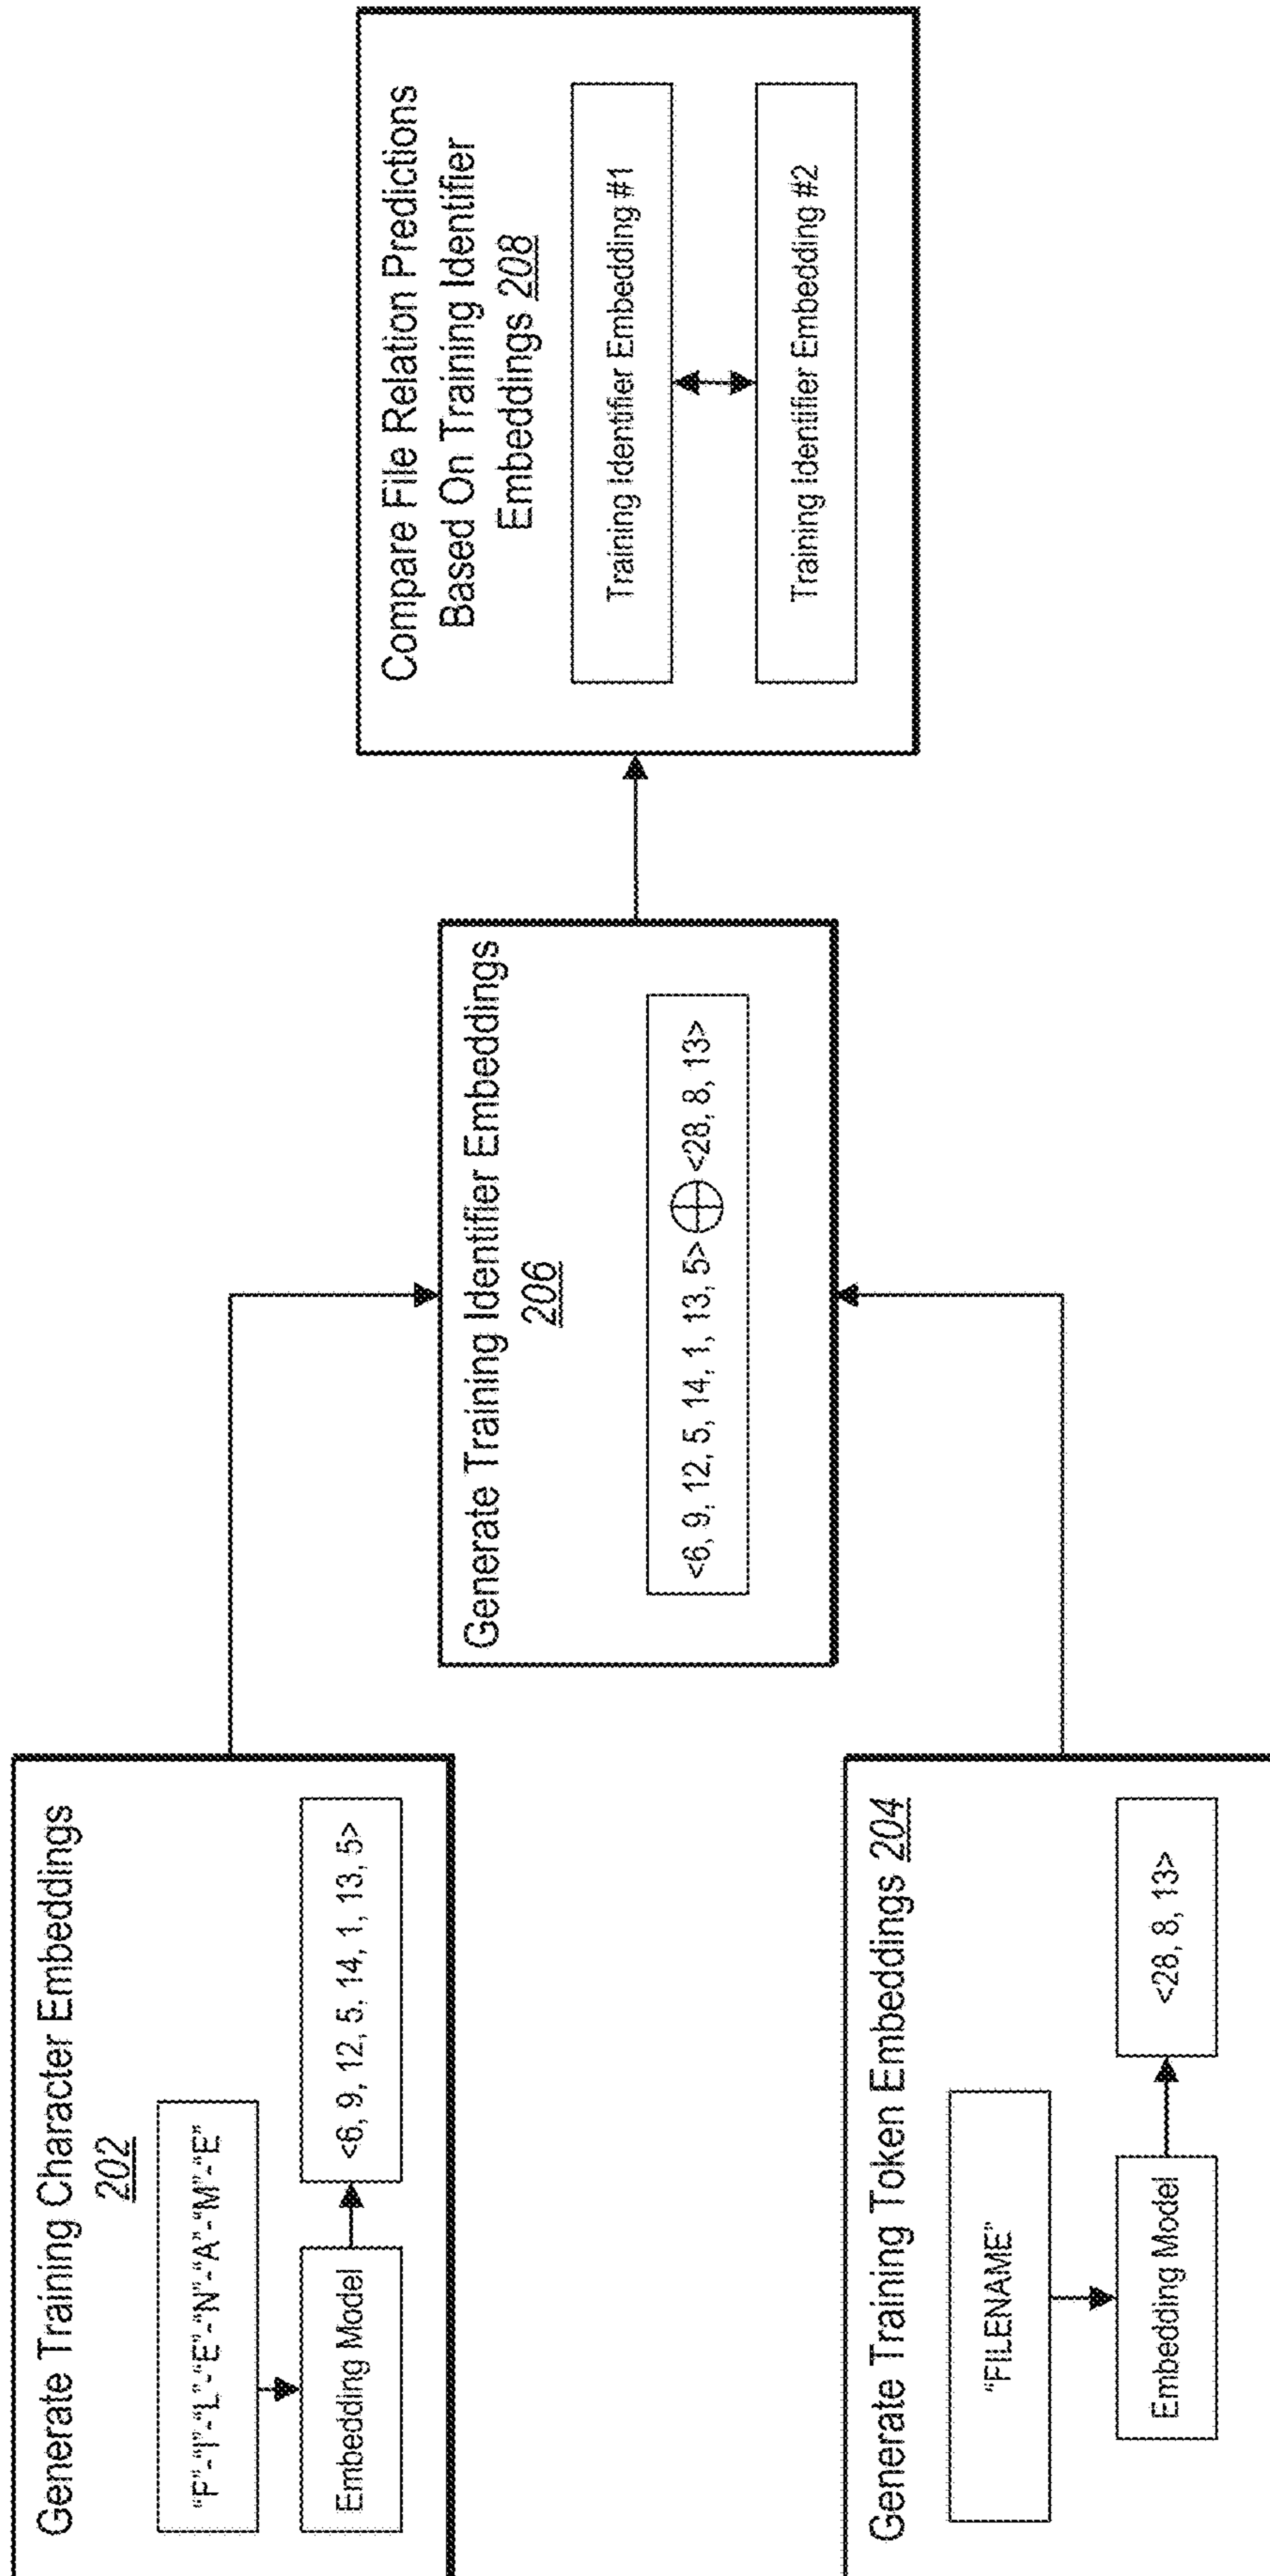 Generate Training Character Embeddings
202
"F"-"I"-"L"-"E"-"N"-"A"-"M"-"E"
Embedding Model
<6, 9, 12, 5, 14, 1, 13, 5>
Generate Training Token Embeddings 204
"FILENAME"
Embedding Model
<28, 8, 13>
Generate Training Identifier Embeddings
206
<6, 9, 12, 5, 14, 1, 13, 5> <28, 8, 13>
Compare File Relation Predictions
Based On Training Identifier
Embeddings 208
Training Identifier Embedding #1
Training Identifier Embedding #2